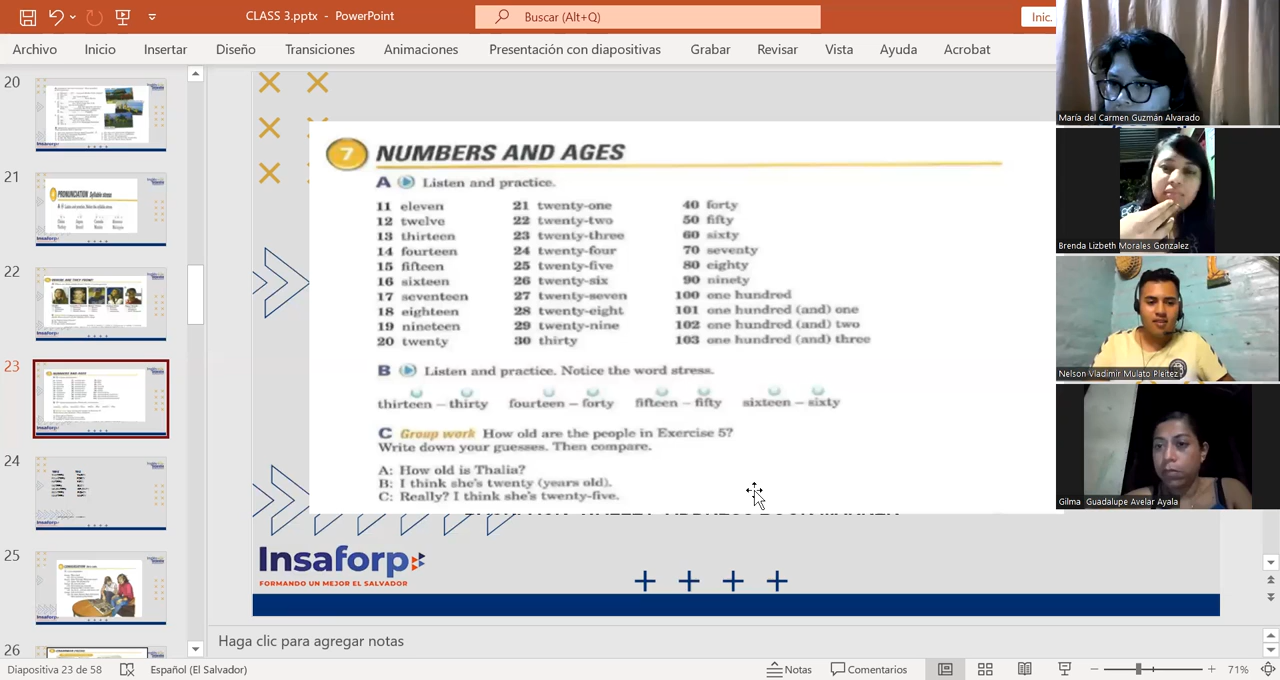 CLASS 3.pptx - PowerPoint
Buscar (Alt+Q)
Inic.
Archivo Inicio Insertar Diseño Transiciones Animaciones Presentación con diapositivas Grabar Revisar Vista Ayuda Acrobat
20
21
22
23
24
25
26
7 NUMBERS AND AGES
A Listen and practice.
11 eleven 21 twenty-one 40 forty
12 twelve 22 twenty-two 50 fifty
13 thirteen 23 twenty-three 60 sixty
14 fourteen 24 twenty-four 70 seventy
15 fifteen 25 twenty-five 80 eighty
16 sixteen 26 twenty-six 90 ninety
17 seventeen 27 twenty-seven 100 one hundred
18 eighteen 28 twenty-eight 101 one hundred (and) one
19 nineteen 29 twenty-nine 102 one hundred (and) two
20 twenty 30 thirty 103 one hundred (and) three
B Listen and practice. Notice the word stress.
thirteen – thirty fourteen – forty fifteen – fifty sixteen – sixty
C Group work How old are the people in Exercise 5?
Write down your guesses. Then compare.
A: How old is Thalia?
B: I think she's twenty (years old).
C: Really? I think she's twenty-five.
Insaforp
FORMANDO UN MEJOR EL SALVADOR
María del Carmen Guzmán Alvarado
Brenda Lizbeth Morales Gonzalez
Nelson Vladimir Mulato Pleitez
Gilma Guadalupe Avelar Ayala
Haga clic para agregar notas
Diapositiva 23 de 58 Español (El Salvador) Notas Comentarios 71%